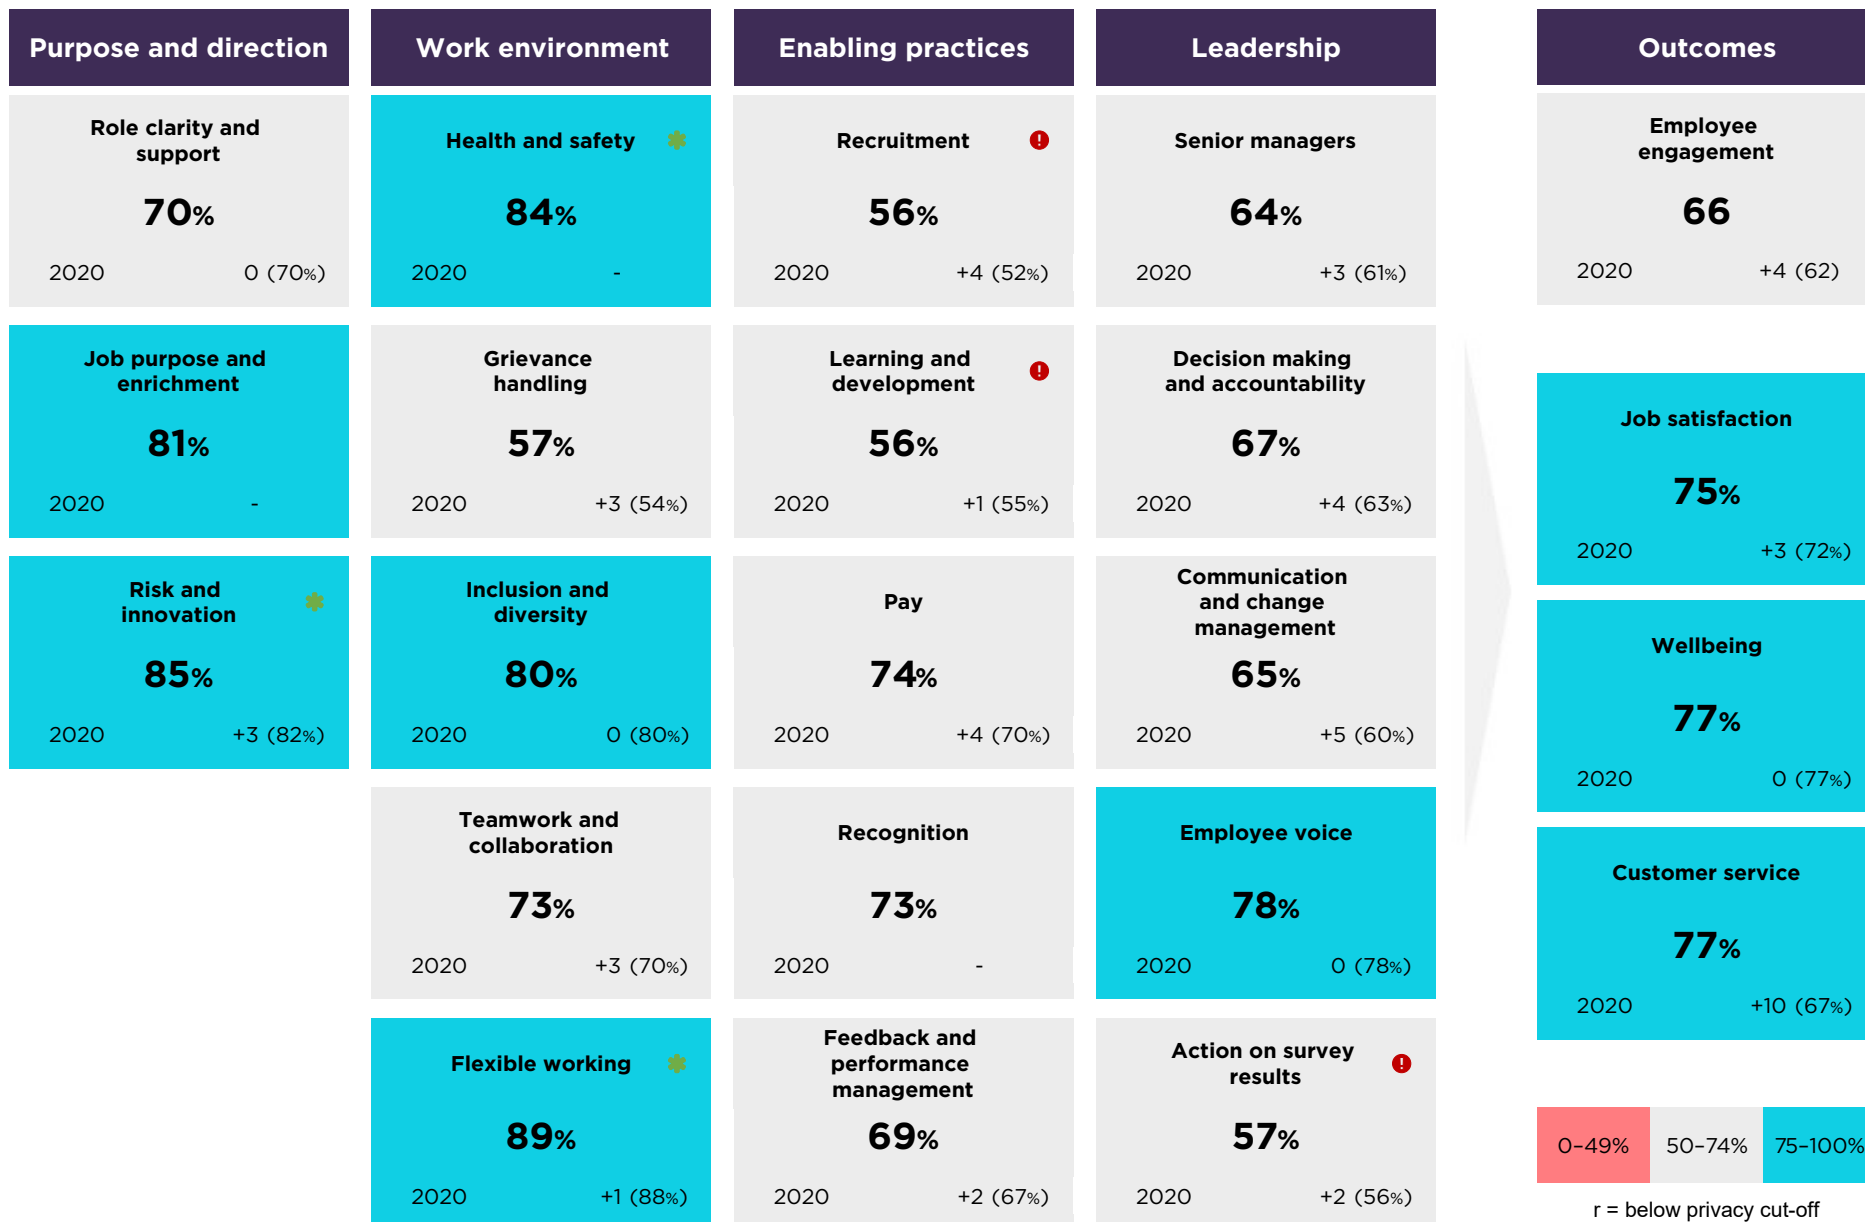 Purpose and direction
Role clarity and
support
70%
2020 0 (70%)
Job purpose and
enrichment
81%
2020 -
Risk and
innovation
85%
2020 +3 (82%)
Work environment
Health and safety
84%
2020 -
Grievance
handling
57%
2020 +3 (54%)
Inclusion and
diversity
80%
2020 0 (80%)
Teamwork and
collaboration
73%
2020 +3 (70%)
Flexible working
89%
2020 +1 (88%)
Enabling practices
Recruitment
56%
2020 +4 (52%)
Learning and
development
56%
2020 +1 (55%)
Pay
74%
2020 +4 (70%)
Recognition
73%
2020 -
Feedback and
performance
management
69%
2020 +2 (67%)
Leadership
Senior managers
64%
2020 +3 (61%)
Decision making
and accountability
67%
2020 +4 (63%)
Communication
and change
management
65%
2020 +5 (60%)
Employee voice
78%
2020 0 (78%)
Action on survey
results
57%
2020 +2 (56%)
Outcomes
Employee
engagement
66
2020 +4 (62)
Job satisfaction
75%
2020 +3 (72%)
Wellbeing
77%
2020 0 (77%)
Customer service
77%
2020 +10 (67%)
0–49% 50–74% 75–100%
r = below privacy cut-off